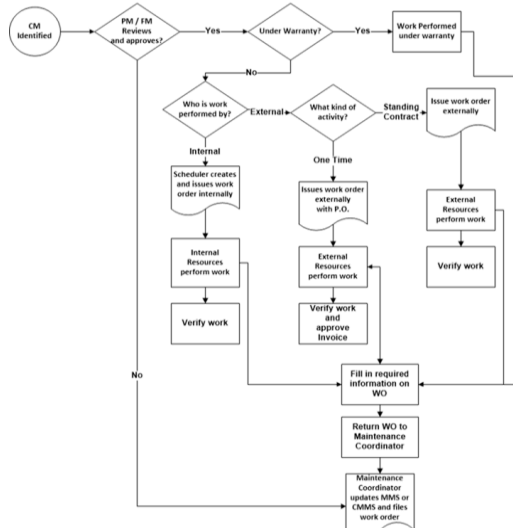 CM
Identified
PM / FM
Reviews
and approves?
Yes
Under Warranty?
Yes
Work Performed
under warranty
No
Who is work
performed by?
External
What kind of
activity?
Standing
Contract
Issue work order
externally
Internal
One Time
Scheduler creates
and issues work
order internally
Issues work order
externally
with P.O.
External
Resources
perform work
Internal
Resources
perform work
External
Resources
perform work
Verify work
Verify work
Verify work
and
approve
Invoice
No
Fill in required
information on
WO
Return WO to
Maintenance
Coordinator
Maintenance
Coordinator
updates MMS or
CMMS and files
work order